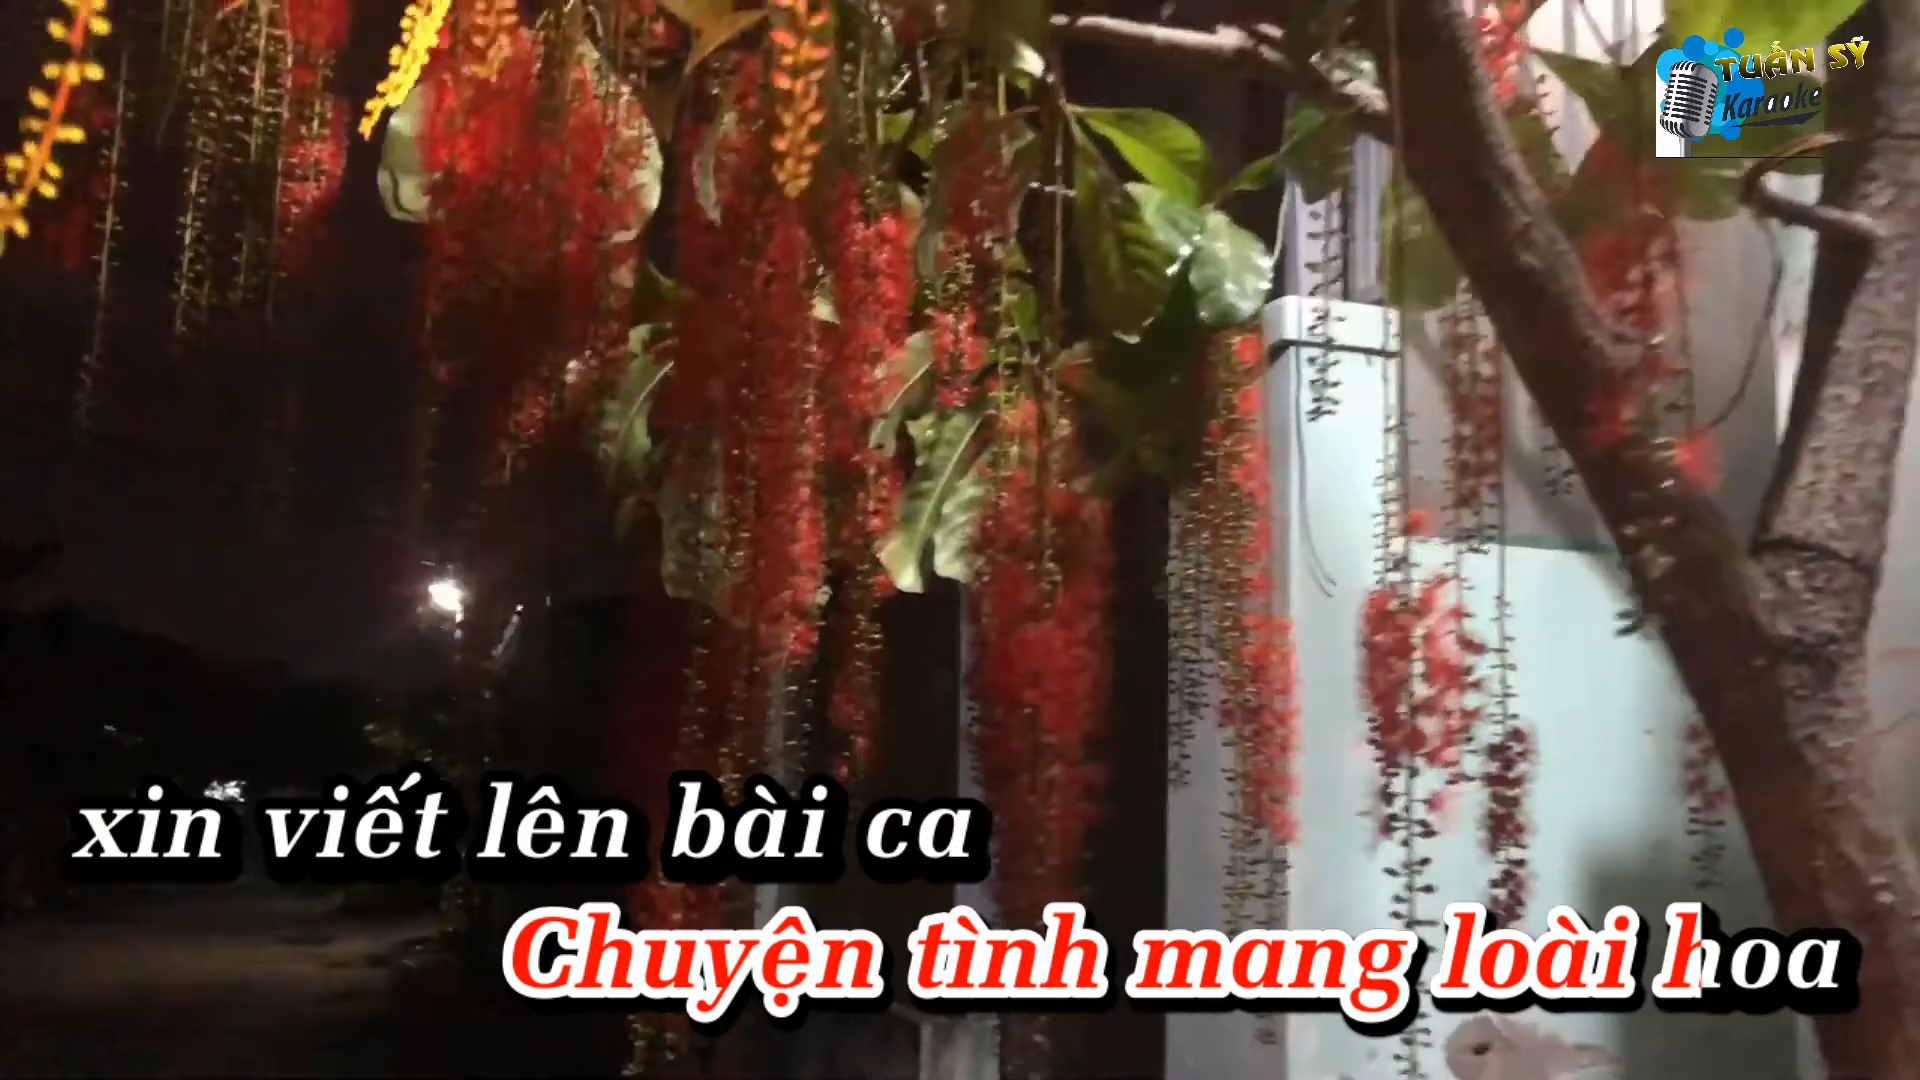 TUẤN SỸ
Karaoke
xin viết lên bài ca
Chuyện tình mang loài hoa